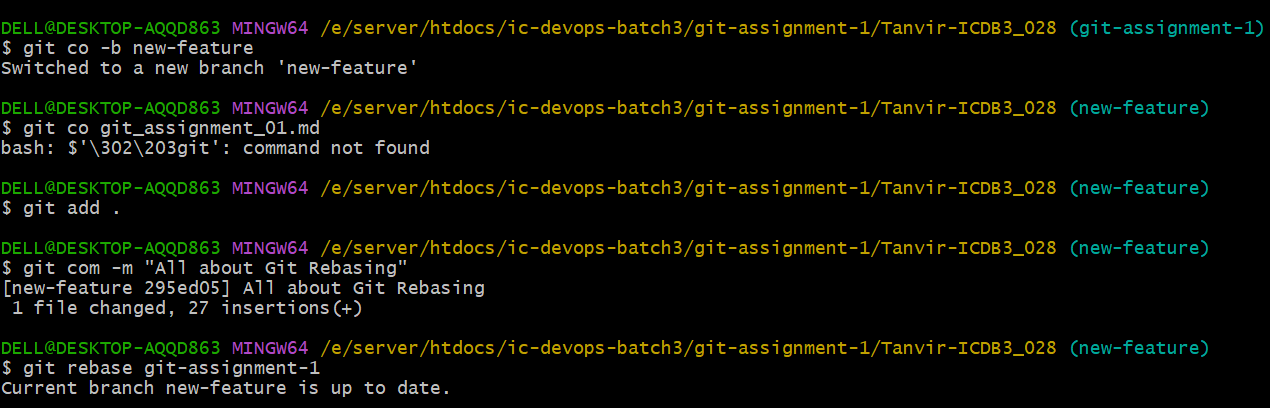 DELL@DESKTOP-AQQD863 MINGW64 /e/server/htdocs/ic-devops-batch3/git-assignment-1/Tanvir-ICDB3_028 (git-assignment-1)
$ git co -b new-feature
Switched to a new branch 'new-feature'
DELL@DESKTOP-AQQD863 MINGW64 /e/server/htdocs/ic-devops-batch3/git-assignment-1/Tanvir-ICDB3_028 (new-feature)
$ git co git_assignment_01.md
bash: $'\302\203git': command not found
DELL@DESKTOP-AQQD863 MINGW64 /e/server/htdocs/ic-devops-batch3/git-assignment-1/Tanvir-ICDB3_028 (new-feature)
$ git add .
DELL@DESKTOP-AQQD863 MINGW64 /e/server/htdocs/ic-devops-batch3/git-assignment-1/Tanvir-ICDB3_028 (new-feature)
$ git com -m "All about Git Rebasing"
[new-feature 295ed05] All about Git Rebasing
1 file changed, 27 insertions(+)
DELL@DESKTOP-AQQD863 MINGW64 /e/server/htdocs/ic-devops-batch3/git-assignment-1/Tanvir-ICDB3_028 (new-feature)
$ git rebase git-assignment-1
Current branch new-feature is up to date.